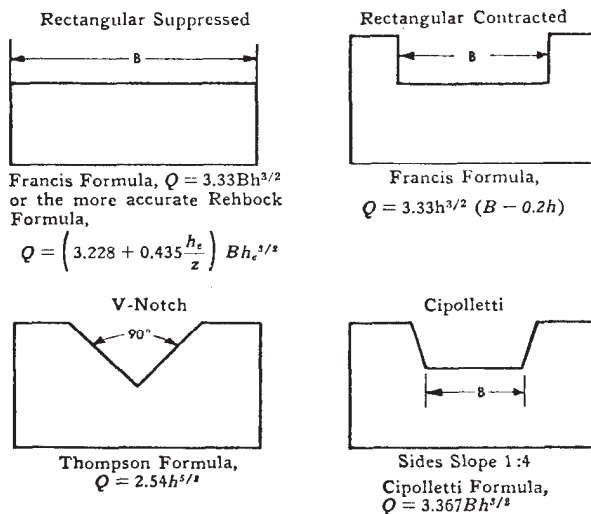 Rectangular Suppressed
B
Francis Formula, Q = 3.33Bh^3/2
or the more accurate Rehbock
Formula,
Q = (3.228 + 0.435 h_e/z) Bh_e^3/2
Rectangular Contracted
B
Francis Formula,
Q = 3.33h^3/2 (B − 0.2h)
V-Notch
90°
Thompson Formula,
Q = 2.54h^5/2
Cipolletti
B
Sides Slope 1:4
Cipolletti Formula,
Q = 3.367Bh^3/2